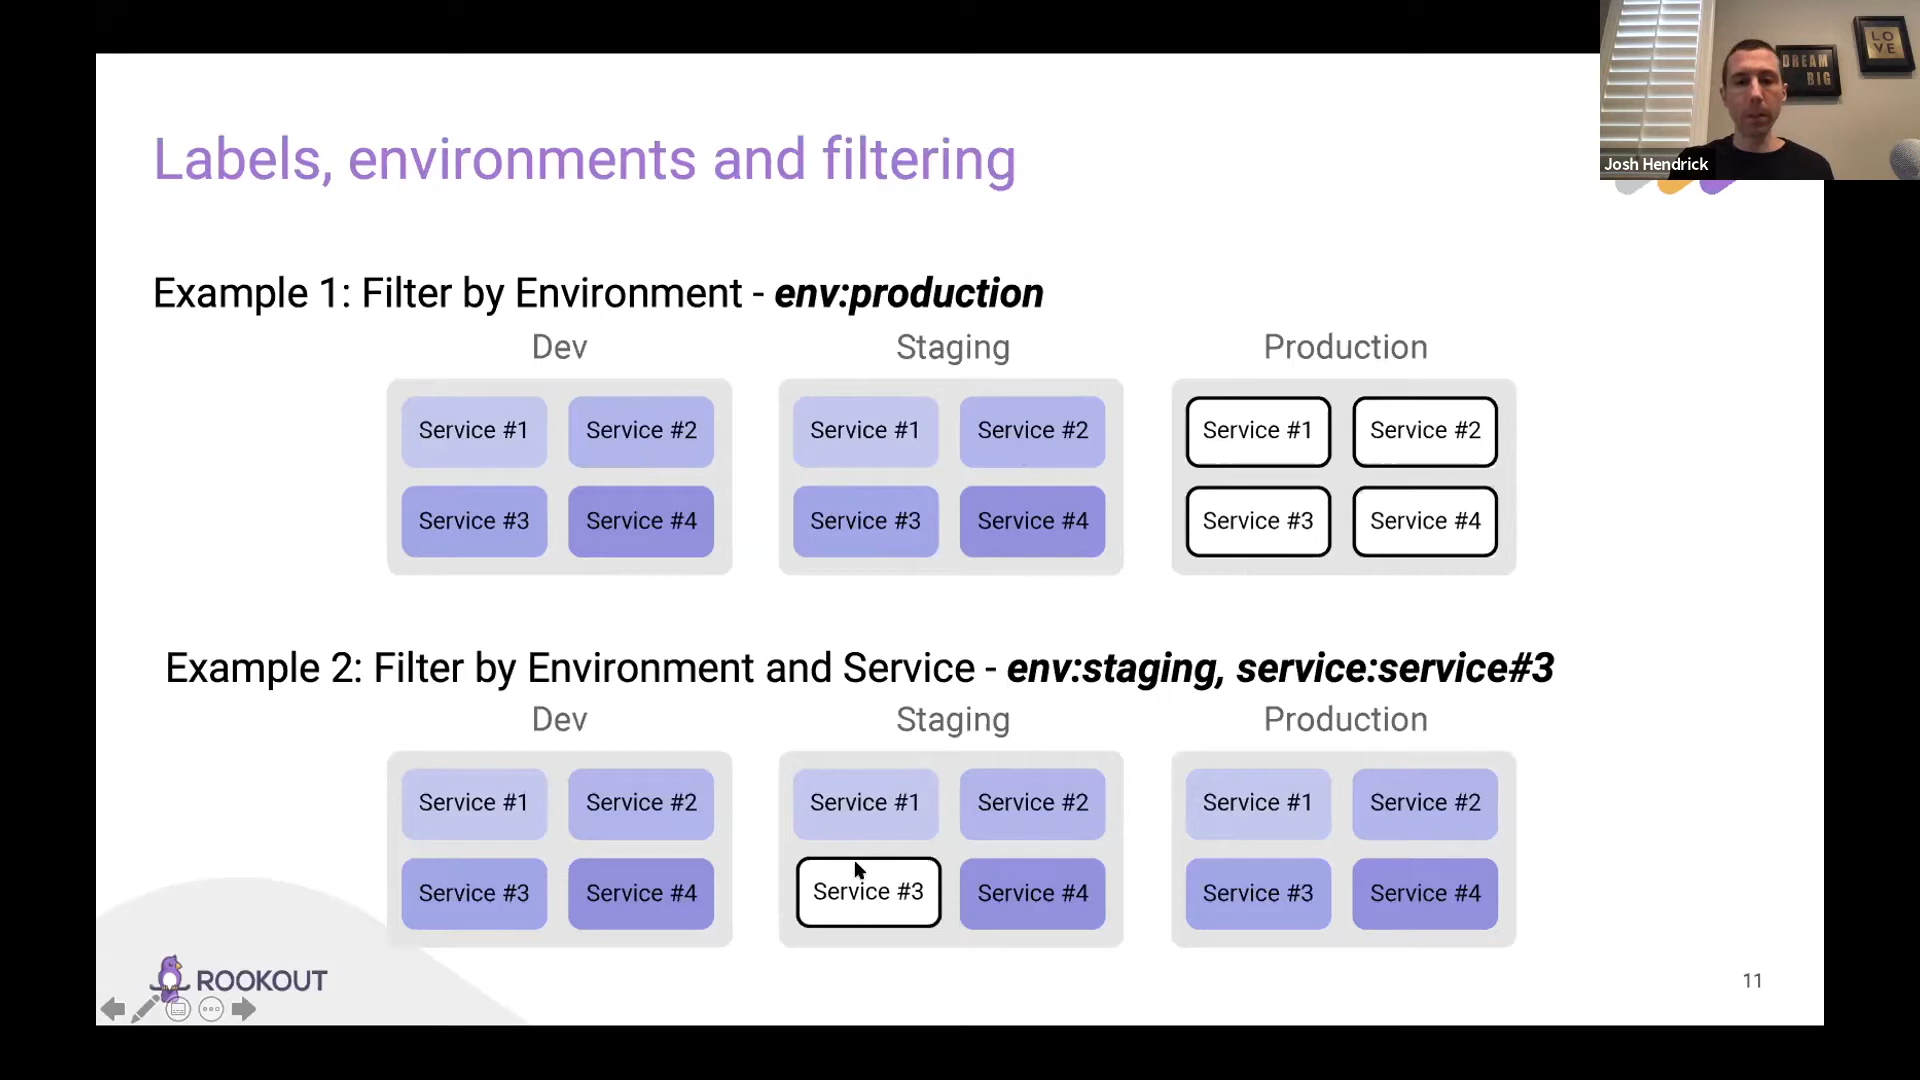 Labels, environments and filtering
LO
VE
DREAM
BIG
Josh Hendrick
Example 1: Filter by Environment - env:production
Dev
Staging
Production
Service #1
Service #2
Service #3
Service #4
Service #1
Service #2
Service #3
Service #4
Service #1
Service #2
Service #3
Service #4
Example 2: Filter by Environment and Service - env:staging, service:service#3
Dev
Staging
Production
Service #1
Service #2
Service #3
Service #4
Service #1
Service #2
Service #3
Service #4
Service #1
Service #2
Service #3
Service #4
ROOKOUT
11